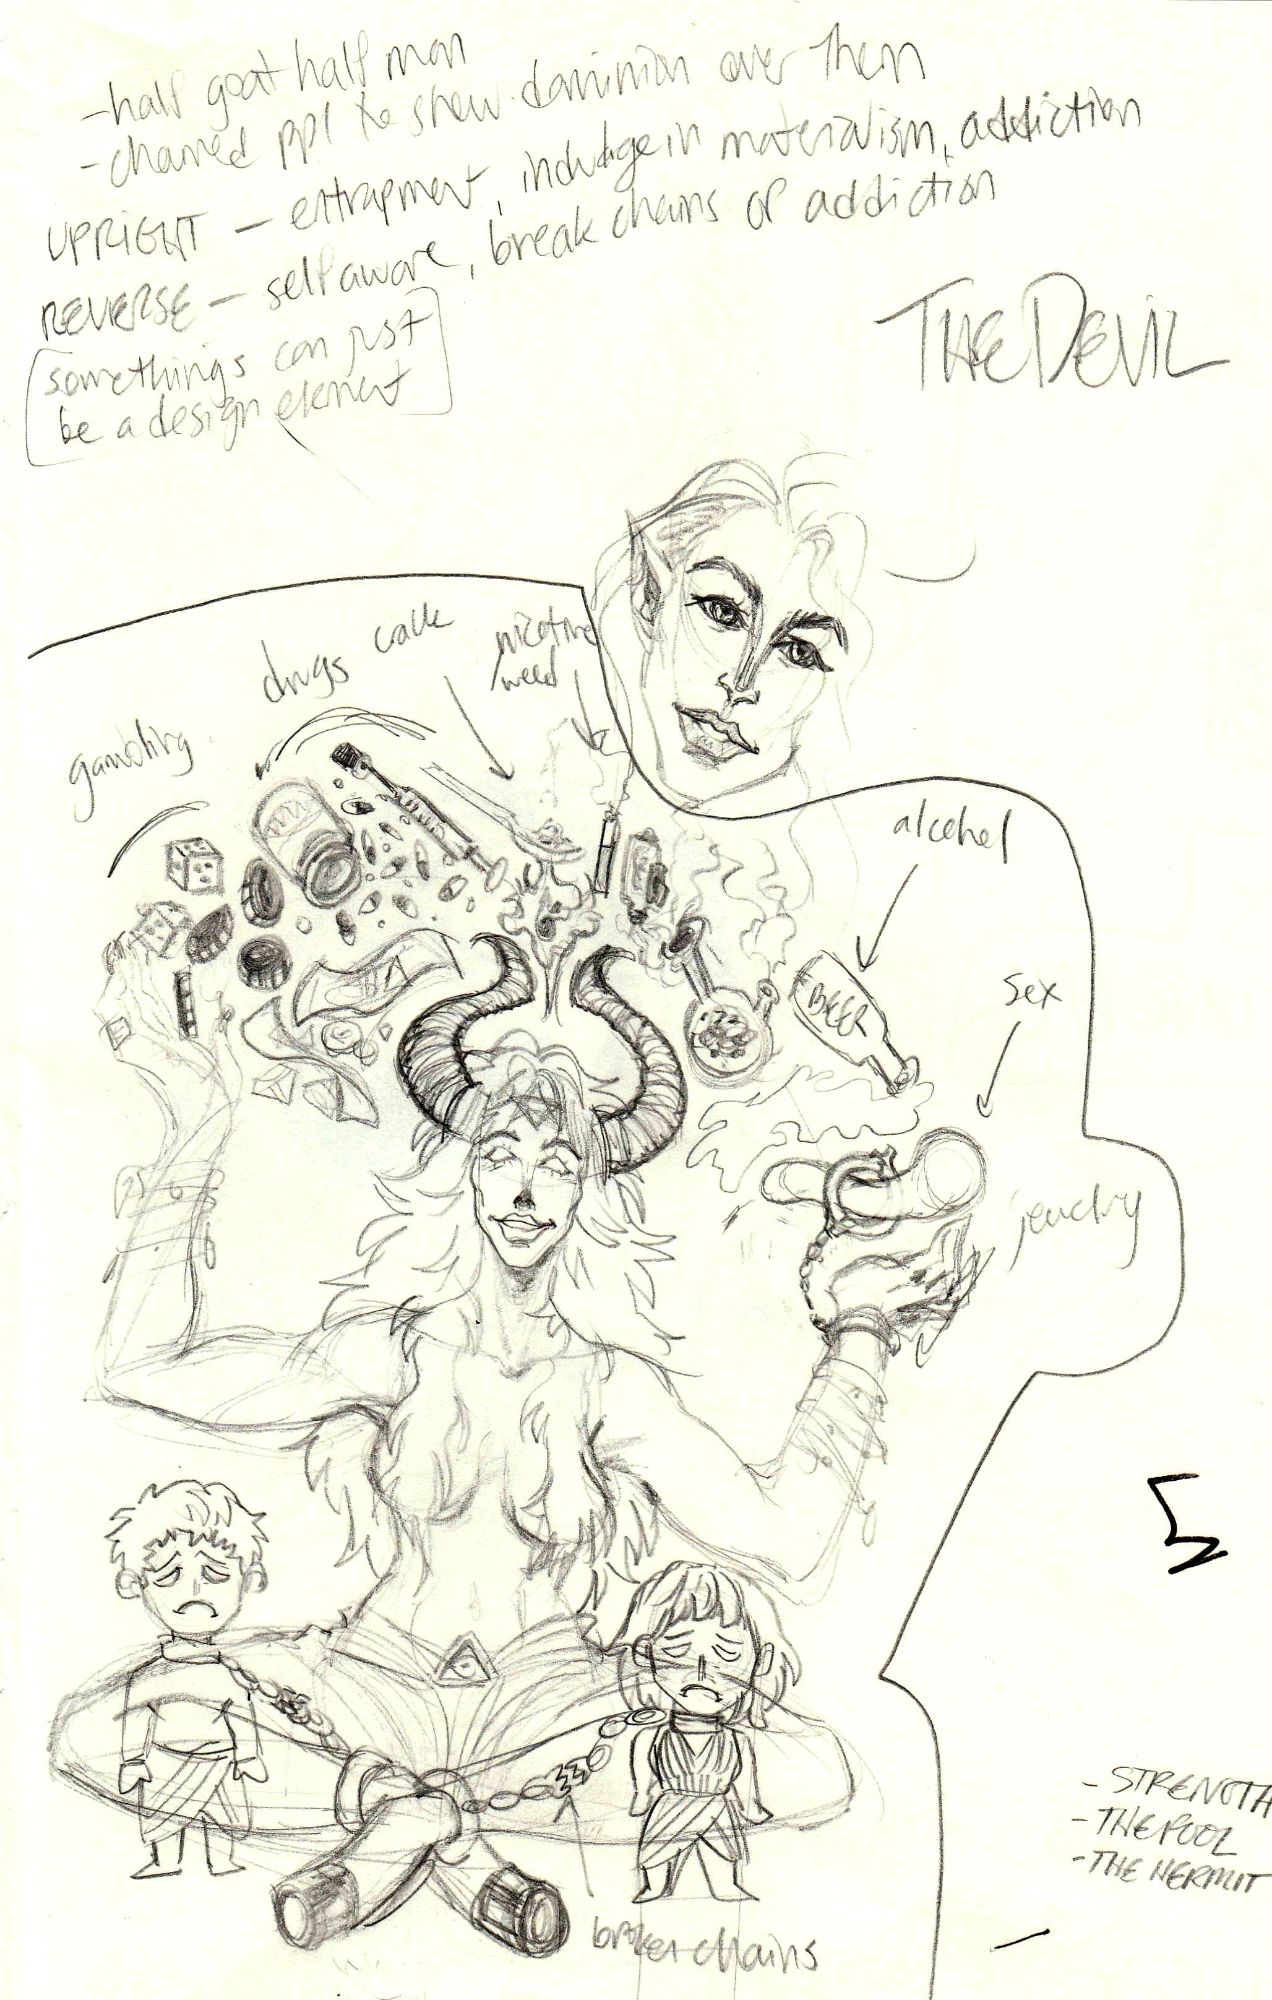 - half goat half man
- chained ppl to show dominion over them
UPRIGHT - entrapment, indulge in materialism, addiction
REVERSE - self aware, break chains of addiction
somethings can just
be a design element
THE DEVIL
gambling
drugs
nicotine
/weed
alcohol
BEER
sex
jewelry
broken chains
- STRENGTH
- THE FOOL
- THE HERMIT